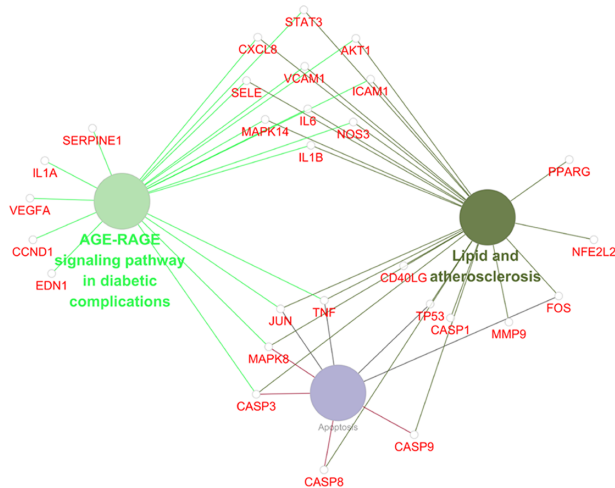 STAT3
CXCL8
AKT1
VCAM1
SELE
ICAM1
IL6
MAPK14
NOS3
SERPINE1
IL1B
IL1A
PPARG
VEGFA
CCND1
AGE-RAGE
signaling pathway
in diabetic
complications
EDN1
Lipid and
atherosclerosis
NFE2L2
CD40LG
JUN
TNF
TP53
CASP1
FOS
MMP9
MAPK8
CASP3
Apoptosis
CASP9
CASP8